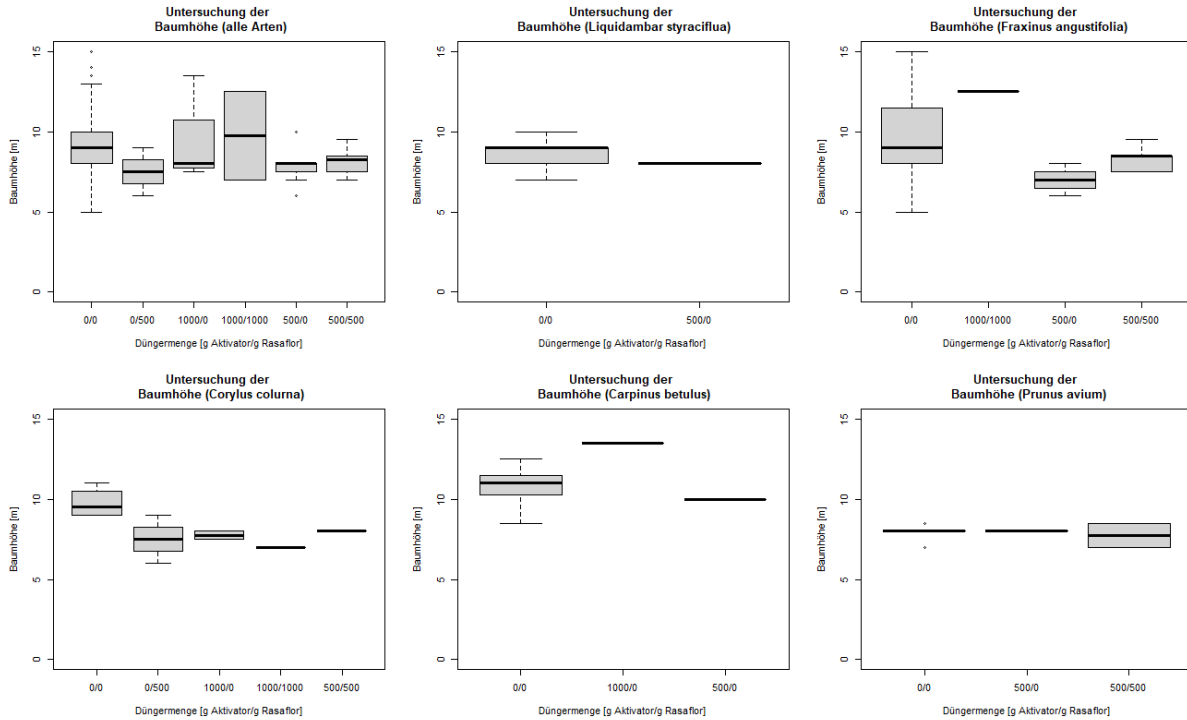 Untersuchung der
Baumhöhe (alle Arten)
Baumhöhe [m]
15
10
5
0
0/0 0/500 1000/0 1000/1000 500/0 500/500
Düngermenge [g Aktivator/g Rasaflor]
Untersuchung der
Baumhöhe (Liquidambar styraciflua)
Baumhöhe [m]
15
10
5
0
0/0 500/0
Düngermenge [g Aktivator/g Rasaflor]
Untersuchung der
Baumhöhe (Fraxinus angustifolia)
Baumhöhe [m]
15
10
5
0
0/0 1000/1000 500/0 500/500
Düngermenge [g Aktivator/g Rasaflor]
Untersuchung der
Baumhöhe (Corylus colurna)
Baumhöhe [m]
15
10
5
0
0/0 0/500 1000/0 1000/1000 500/500
Düngermenge [g Aktivator/g Rasaflor]
Untersuchung der
Baumhöhe (Carpinus betulus)
Baumhöhe [m]
15
10
5
0
0/0 1000/0 500/0
Düngermenge [g Aktivator/g Rasaflor]
Untersuchung der
Baumhöhe (Prunus avium)
Baumhöhe [m]
15
10
5
0
0/0 500/0 500/500
Düngermenge [g Aktivator/g Rasaflor]